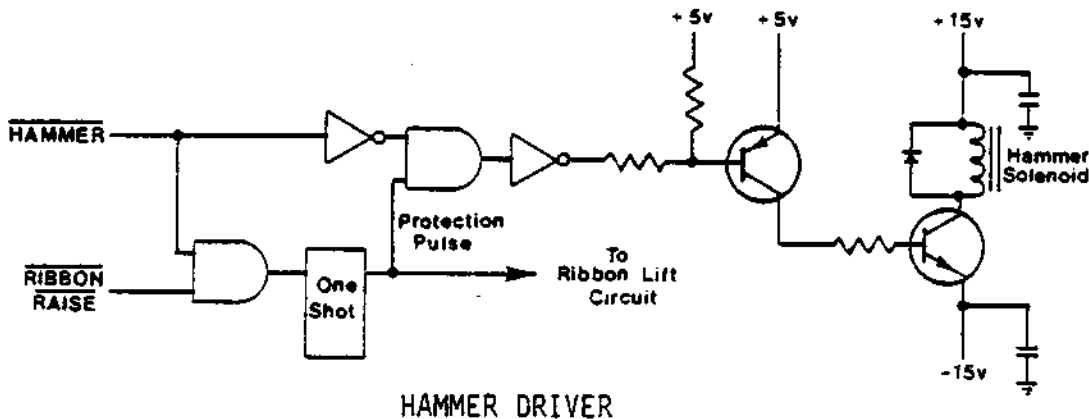 +5v
+5v
+15v
HAMMER
Hammer
Solenoid
Protection
Pulse
To
Ribbon Lift
Circuit
RIBBON
RAISE
One
Shot
-15v
HAMMER DRIVER